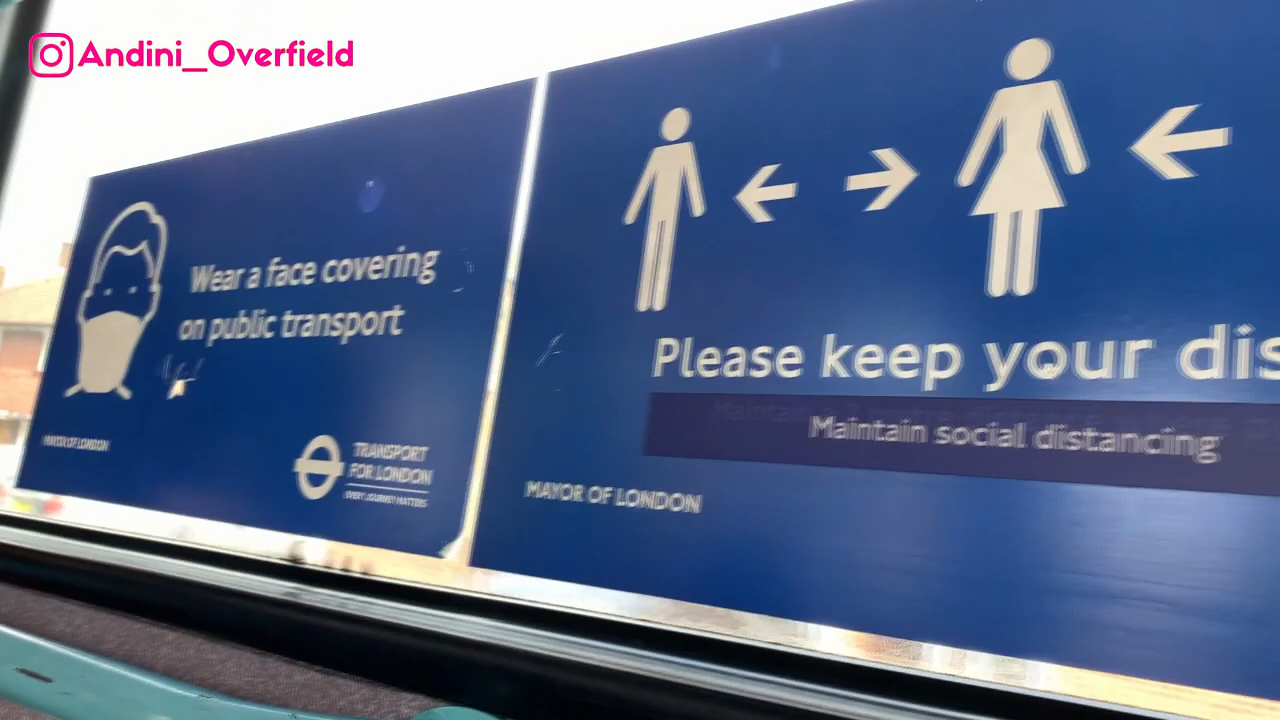 Andini_Overfield
Wear a face covering
on public transport
MAYOR OF LONDON
TRANSPORT
FOR LONDON
EVERY JOURNEY MATTERS
Please keep your dis
Maintain social distancing
MAYOR OF LONDON